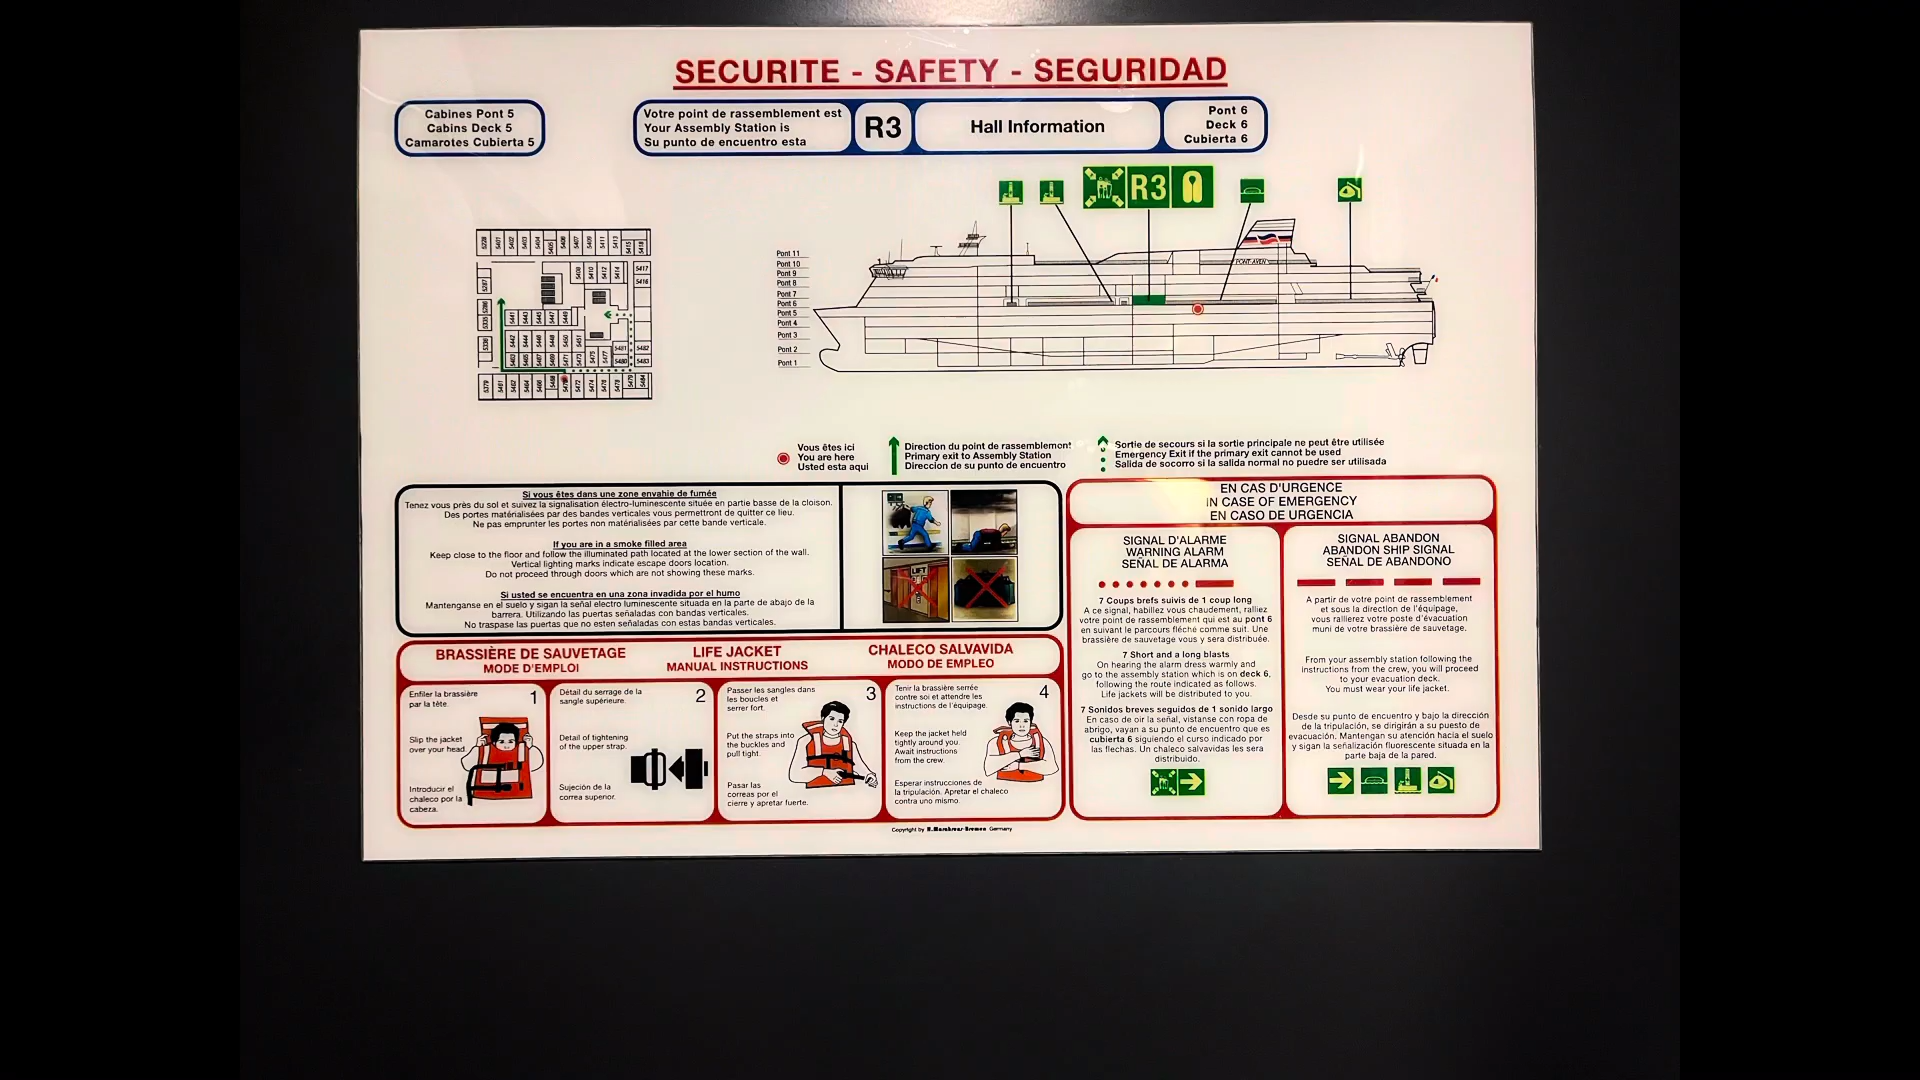 SECURITE - SAFETY - SEGURIDAD
Cabines Pont 5
Cabins Deck 5
Camarotes Cubierta 5
Votre point de rassemblement est
Your Assembly Station is
Su punto de encuentro esta
R3
Hall Information
Pont 6
Deck 6
Cubierta 6
R3
Pont 11
Pont 10
Pont 9
Pont 8
Pont 7
Pont 6
Pont 5
Pont 4
Pont 3
Pont 2
Pont 1
PONT-AVEN
5417
5416
5482
5483
Vous êtes ici
You are here
Usted esta aqui
Direction du point de rassemblement
Primary exit to Assembly Station
Direccion de su punto de encuentro
Sortie de secours si la sortie principale ne peut être utilisée
Emergency Exit if the primary exit cannot be used
Salida de socorro si la salida normal no puedre ser utilisada
Si vous êtes dans une zone envahie de fumée
Tenez vous près du sol et suivez la signalisation électro-luminescente située en partie basse de la cloison.
Des portes matérialisées par des bandes verticales vous permettront de quitter ce lieu.
Ne pas emprunter les portes non matérialisées par cette bande verticale.
If you are in a smoke filled area
Keep close to the floor and follow the illuminated path located at the lower section of the wall.
Vertical lighting marks indicate escape doors location.
Do not proceed through doors which are not showing these marks.
Si usted se encuentra en una zona invadida por el humo
Mantenganse en el suelo y sigan la señal electro luminescente situada en la parte de abajo de la
barrera. Utilizando las puertas señaladas con bandas verticales.
No traspase las puertas que no esten señaladas con estas bandas verticales.
LIFT
BRASSIÈRE DE SAUVETAGE
MODE D'EMPLOI
LIFE JACKET
MANUAL INSTRUCTIONS
CHALECO SALVAVIDA
MODO DE EMPLEO
1
Enfiler la brassière
par la tête.
Slip the jacket
over your head.
Introducir el
chaleco por la
cabeza.
2
Détail du serrage de la
sangle supérieure.
Detail of tightening
of the upper strap.
Sujeción de la
correa superior.
3
Passer les sangles dans
les boucles et
serrer fort.
Put the straps into
the buckles and
pull tight.
Pasar las
correas por el
cierre y apretar fuerte.
4
Tenir la brassière serrée
contre soi et attendre les
instructions de l'équipage.
Keep the jacket held
tightly around you.
Await instructions
from the crew.
Esperar instrucciones de
la tripulación. Apretar el chaleco
contra uno mismo.
EN CAS D'URGENCE
IN CASE OF EMERGENCY
EN CASO DE URGENCIA
SIGNAL D'ALARME
WARNING ALARM
SEÑAL DE ALARMA
7 Coups brefs suivis de 1 coup long
A ce signal, habillez vous chaudement, ralliez
votre point de rassemblement qui est au pont 6
en suivant le parcours fléché comme suit. Une
brassière de sauvetage vous y sera distribuée.
7 Short and a long blasts
On hearing the alarm dress warmly and
go to the assembly station which is on deck 6,
following the route indicated as follows.
Life jackets will be distributed to you.
7 Sonidos breves seguidos de 1 sonido largo
En caso de oir la señal, vistanse con ropa de
abrigo, vayan a su punto de encuentro que es
cubierta 6 siguiendo el curso indicado por
las flechas. Un chaleco salvavidas les sera
distribuido.
SIGNAL ABANDON
ABANDON SHIP SIGNAL
SEÑAL DE ABANDONO
A partir de votre point de rassemblement
et sous la direction de l'équipage,
vous rallierez votre poste d'évacuation
muni de votre brassière de sauvetage.
From your assembly station following the
instructions from the crew, you will proceed
to your evacuation deck.
You must wear your life jacket.
Desde su punto de encuentro y bajo la dirección
de la tripulación, se dirigirán a su puesto de
evacuación. Mantengan su atención hacia el suelo
y sigan la señalización fluorescente situada en la
parte baja de la pared.
Copyright by Germany